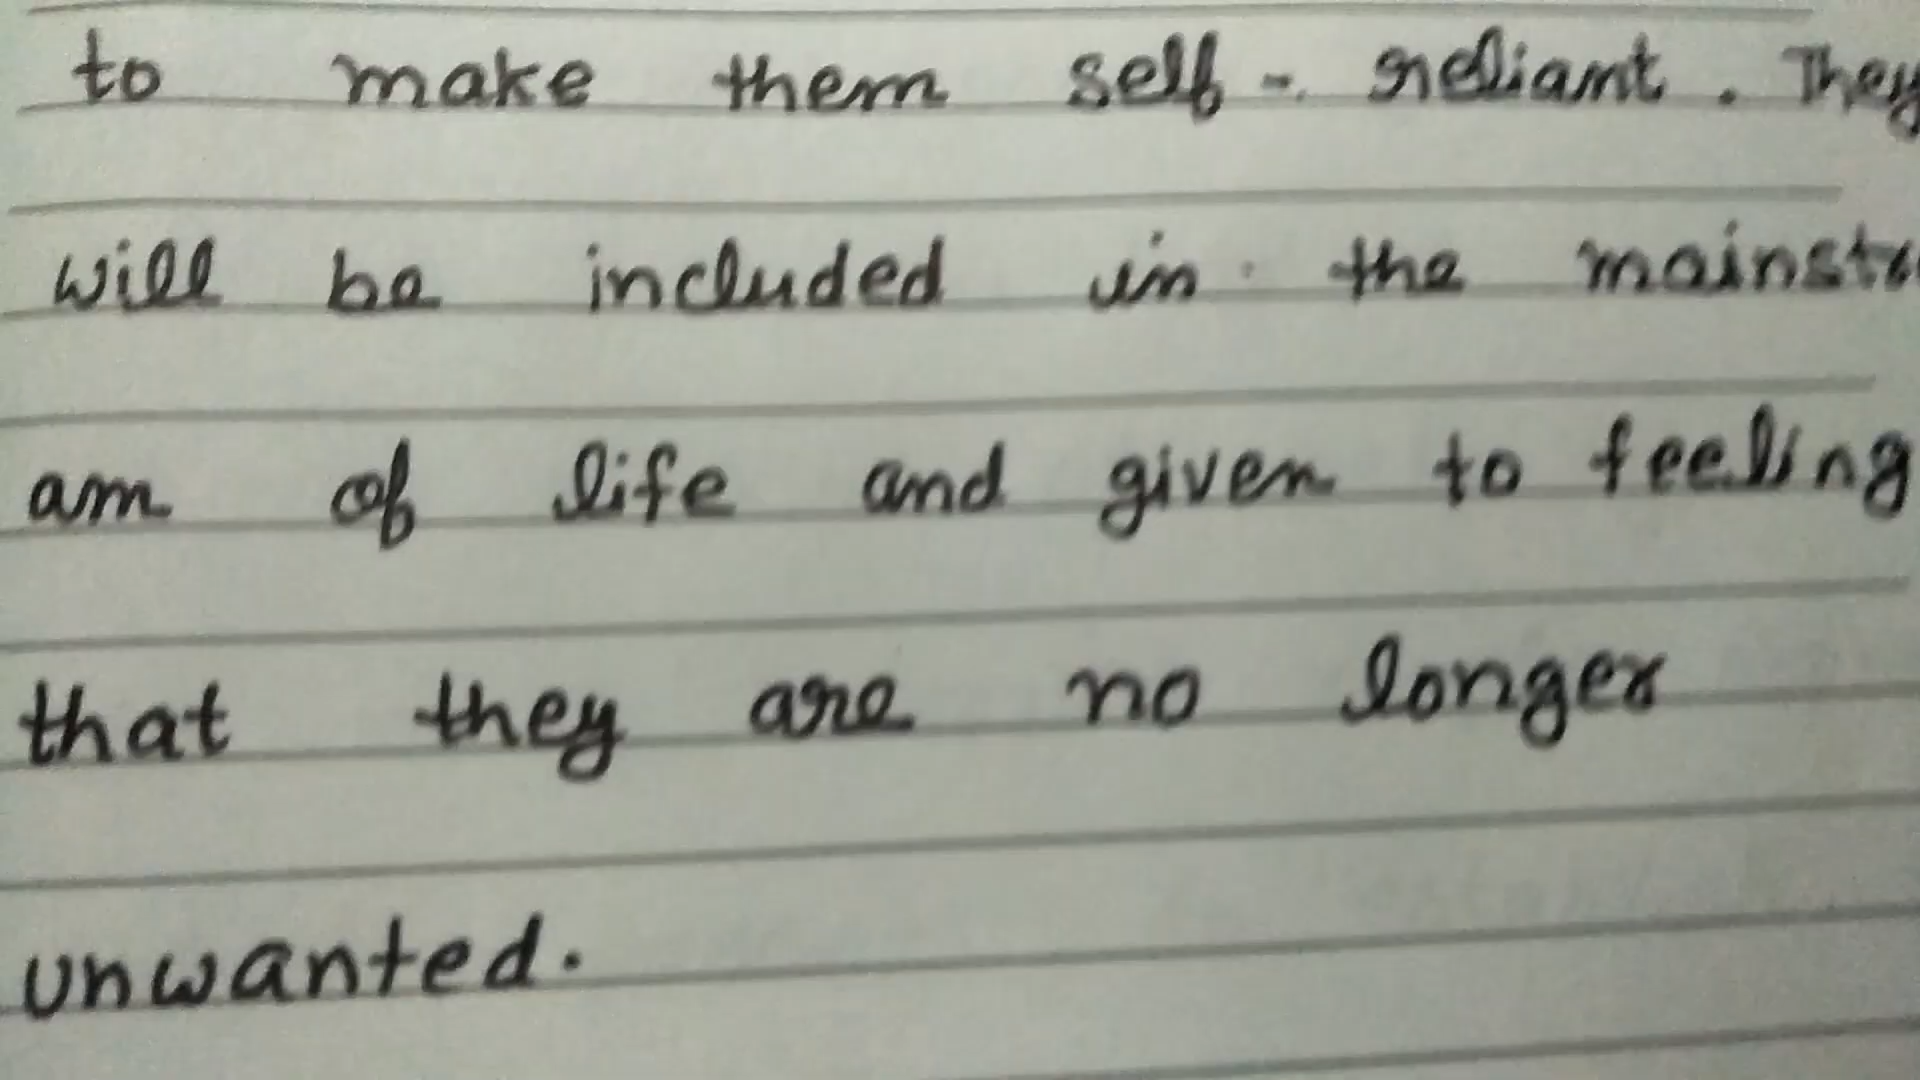 to make them self - reliant. They
will be included in the mainstr
am of life and given to feeling
that they are no longer
unwanted.